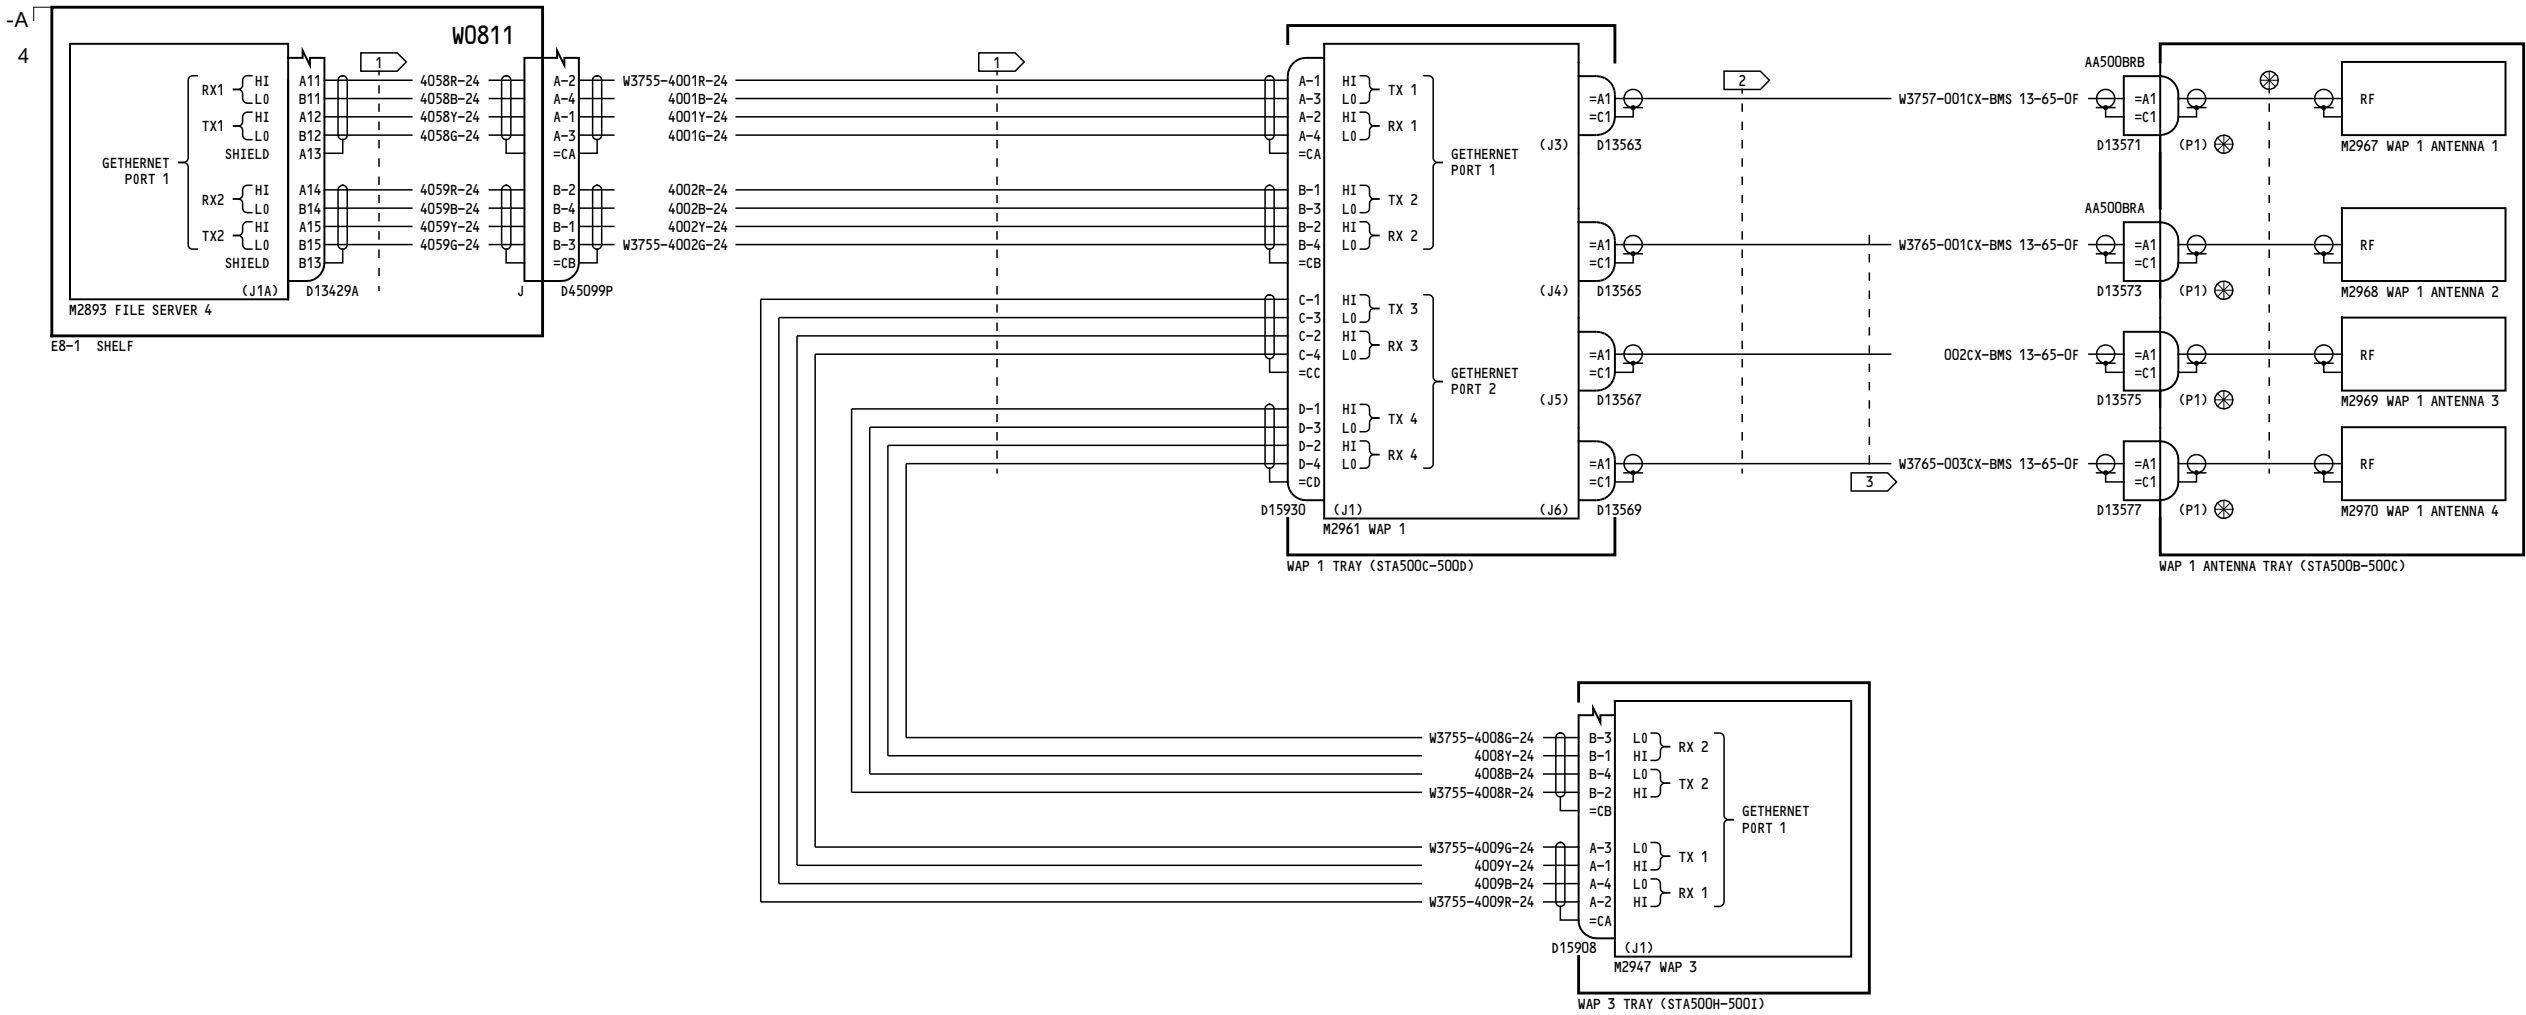 -A
4
W0811
RX1 HI A11 4058R-24 A-2 W3755-4001R-24
LO B11 4058B-24 A-4 4001B-24
TX1 HI A12 4058Y-24 A-1 4001Y-24
LO B12 4058G-24 A-3 4001G-24
SHIELD A13 =CA
GETHERNET
PORT 1
RX2 HI A14 4059R-24 B-2 4002R-24
LO B14 4059B-24 B-4 4002B-24
TX2 HI A15 4059Y-24 B-1 4002Y-24
LO B15 4059G-24 B-3 W3755-4002G-24
SHIELD B13 =CB
(J1A) D13429A J D45099P
M2893 FILE SERVER 4
E8-1 SHELF
1
1
A-1 HI TX 1
A-3 LO
A-2 HI RX 1
A-4 LO
=CA
GETHERNET
PORT 1
B-1 HI TX 2
B-3 LO
B-2 HI RX 2
B-4 LO
=CB
C-1 HI TX 3
C-3 LO
C-2 HI RX 3
C-4 LO
=CC
GETHERNET
PORT 2
D-1 HI TX 4
D-3 LO
D-2 HI RX 4
D-4 LO
=CD
D15930 (J1)
M2961 WAP 1
WAP 1 TRAY (STA500C-500D)
=A1
=C1
(J3) D13563
=A1
=C1
(J4) D13565
=A1
=C1
(J5) D13567
=A1
=C1
(J6) D13569
2
3
AA500BRB
W3757-001CX-BMS 13-65-0F =A1 RF
=C1
D13571 (P1) M2967 WAP 1 ANTENNA 1
AA500BRA
W3765-001CX-BMS 13-65-0F =A1 RF
=C1
D13573 (P1) M2968 WAP 1 ANTENNA 2
002CX-BMS 13-65-0F =A1 RF
=C1
D13575 (P1) M2969 WAP 1 ANTENNA 3
W3765-003CX-BMS 13-65-0F =A1 RF
=C1
D13577 (P1) M2970 WAP 1 ANTENNA 4
WAP 1 ANTENNA TRAY (STA500B-500C)
W3755-4008G-24 B-3 LO RX 2
4008Y-24 B-1 HI
4008B-24 B-4 LO TX 2
W3755-4008R-24 B-2 HI
=CB
GETHERNET
PORT 1
W3755-4009G-24 A-3 LO TX 1
4009Y-24 A-1 HI
4009B-24 A-4 LO RX 1
W3755-4009R-24 A-2 HI
=CA
D15908 (J1)
M2947 WAP 3
WAP 3 TRAY (STA500H-500I)